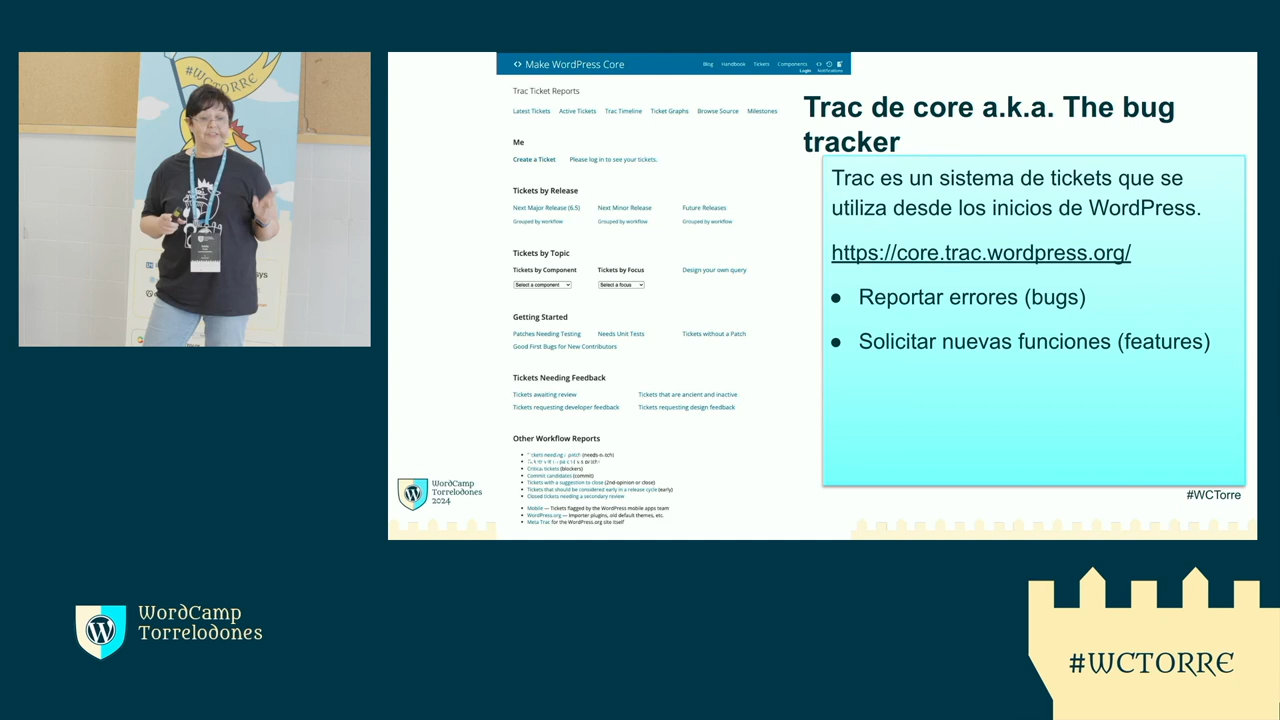 #WCTORRE
sys
Make WordPress Core
Blog Handbook Tickets Components
Login Notifications
Trac Ticket Reports
Latest Tickets Active Tickets Trac Timeline Ticket Graphs Browse Source Milestones
Me
Create a Ticket Please log in to see your tickets.
Tickets by Release
Next Major Release (6.5) Next Minor Release Future Releases
Grouped by workflow Grouped by workflow Grouped by workflow
Tickets by Topic
Tickets by Component Tickets by Focus Design your own query
Select a component Select a focus
Getting Started
Patches Needing Testing Needs Unit Tests Tickets without a Patch
Good First Bugs for New Contributors
Tickets Needing Feedback
Tickets awaiting review Tickets that are ancient and inactive
Tickets requesting developer feedback Tickets requesting design feedback
Other Workflow Reports
Tickets needing a patch (needs-patch)
Critical tickets (blockers)
Commit candidates (commit)
Tickets with a suggestion to close (2nd-opinion or close)
Tickets that should be considered early in a release cycle (early)
Closed tickets needing a secondary review
Mobile — Tickets flagged by the WordPress mobile apps team
WordPress.org — Importer plugins, old default themes, etc.
Meta Trac for the WordPress.org site itself
Trac de core a.k.a. The bug
tracker
Trac es un sistema de tickets que se
utiliza desde los inicios de WordPress.
https://core.trac.wordpress.org/
● Reportar errores (bugs)
● Solicitar nuevas funciones (features)
WordCamp
Torrelodones
2024
#WCTorre
WordCamp
Torrelodones
#WCTORRE